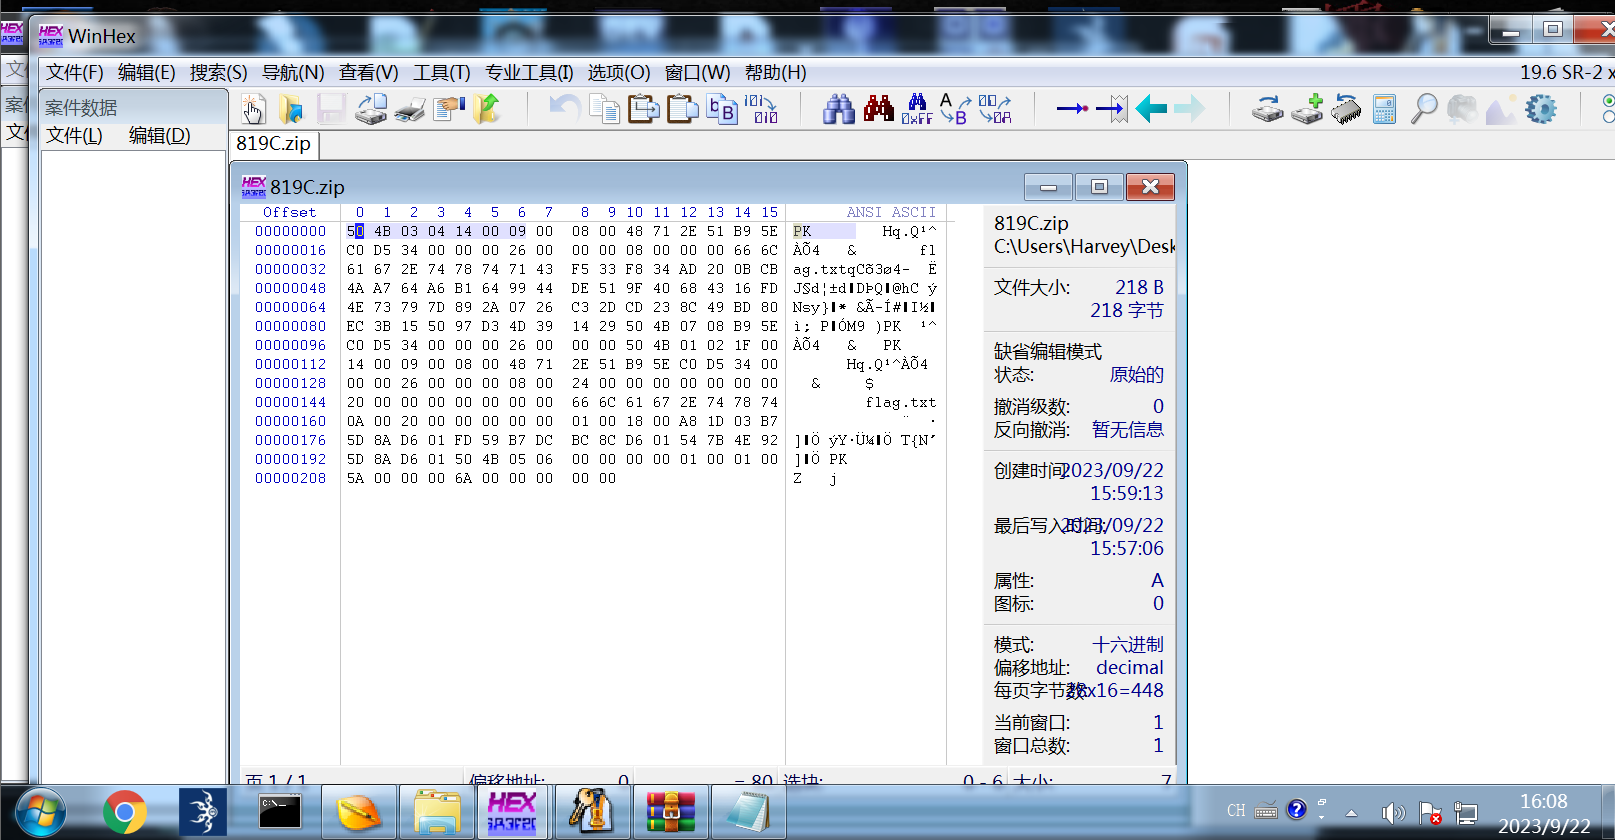 WinHex
文件(F) 编辑(E) 搜索(S) 导航(N) 查看(V) 工具(T) 专业工具(I) 选项(O) 窗口(W) 帮助(H)
19.6 SR-2 x
案件数据
文件(L) 编辑(D)
819C.zip
819C.zip
Offset 0 1 2 3 4 5 6 7 8 9 10 11 12 13 14 15 ANSI ASCII
00000000 50 4B 03 04 14 00 09 00 08 00 48 71 2E 51 B9 5E PK Hq.Q¹^
00000016 C0 D5 34 00 00 00 26 00 00 00 08 00 00 00 66 6C ÀÕ4 & fl
00000032 61 67 2E 74 78 74 71 43 F5 33 F8 34 AD 20 0B CB ag.txtqCõ3ø4- Ë
00000048 4A A7 64 A6 B1 64 99 44 DE 51 9F 40 68 43 16 FD J§d¦±d▮DÞQ▮@hC ý
00000064 4E 73 79 7D 89 2A 07 26 C3 2D CD 23 8C 49 BD 80 Nsy}▮* &Ã-Í#▮I½▮
00000080 EC 3B 15 50 97 D3 4D 39 14 29 50 4B 07 08 B9 5E ì; P▮ÓM9 )PK ¹^
00000096 C0 D5 34 00 00 00 26 00 00 00 50 4B 01 02 1F 00 ÀÕ4 & PK
00000112 14 00 09 00 08 00 48 71 2E 51 B9 5E C0 D5 34 00 Hq.Q¹^ÀÕ4
00000128 00 00 26 00 00 00 08 00 24 00 00 00 00 00 00 00 & $
00000144 20 00 00 00 00 00 00 00 66 6C 61 67 2E 74 78 74 flag.txt
00000160 0A 00 20 00 00 00 00 00 01 00 18 00 A8 1D 03 B7 ¨ ·
00000176 5D 8A D6 01 FD 59 B7 DC BC 8C D6 01 54 7B 4E 92 ]▮Ö ýY·Ü¼▮Ö T{N’
00000192 5D 8A D6 01 50 4B 05 06 00 00 00 00 01 00 01 00 ]▮Ö PK
00000208 5A 00 00 00 6A 00 00 00 00 00 Z j
819C.zip
C:\Users\Harvey\Desk
文件大小: 218 B
218 字节
缺省编辑模式
状态: 原始的
撤消级数: 0
反向撤消: 暂无信息
创建时间: 2023/09/22
15:59:13
最后写入时间: 2023/09/22
15:57:06
属性: A
图标: 0
模式: 十六进制
偏移地址: decimal
每页字节数: 28x16=448
当前窗口: 1
窗口总数: 1
页 1 / 1 偏移地址: 0 = 80 选块: 0 - 6 大小: 7
CH
16:08
2023/9/22